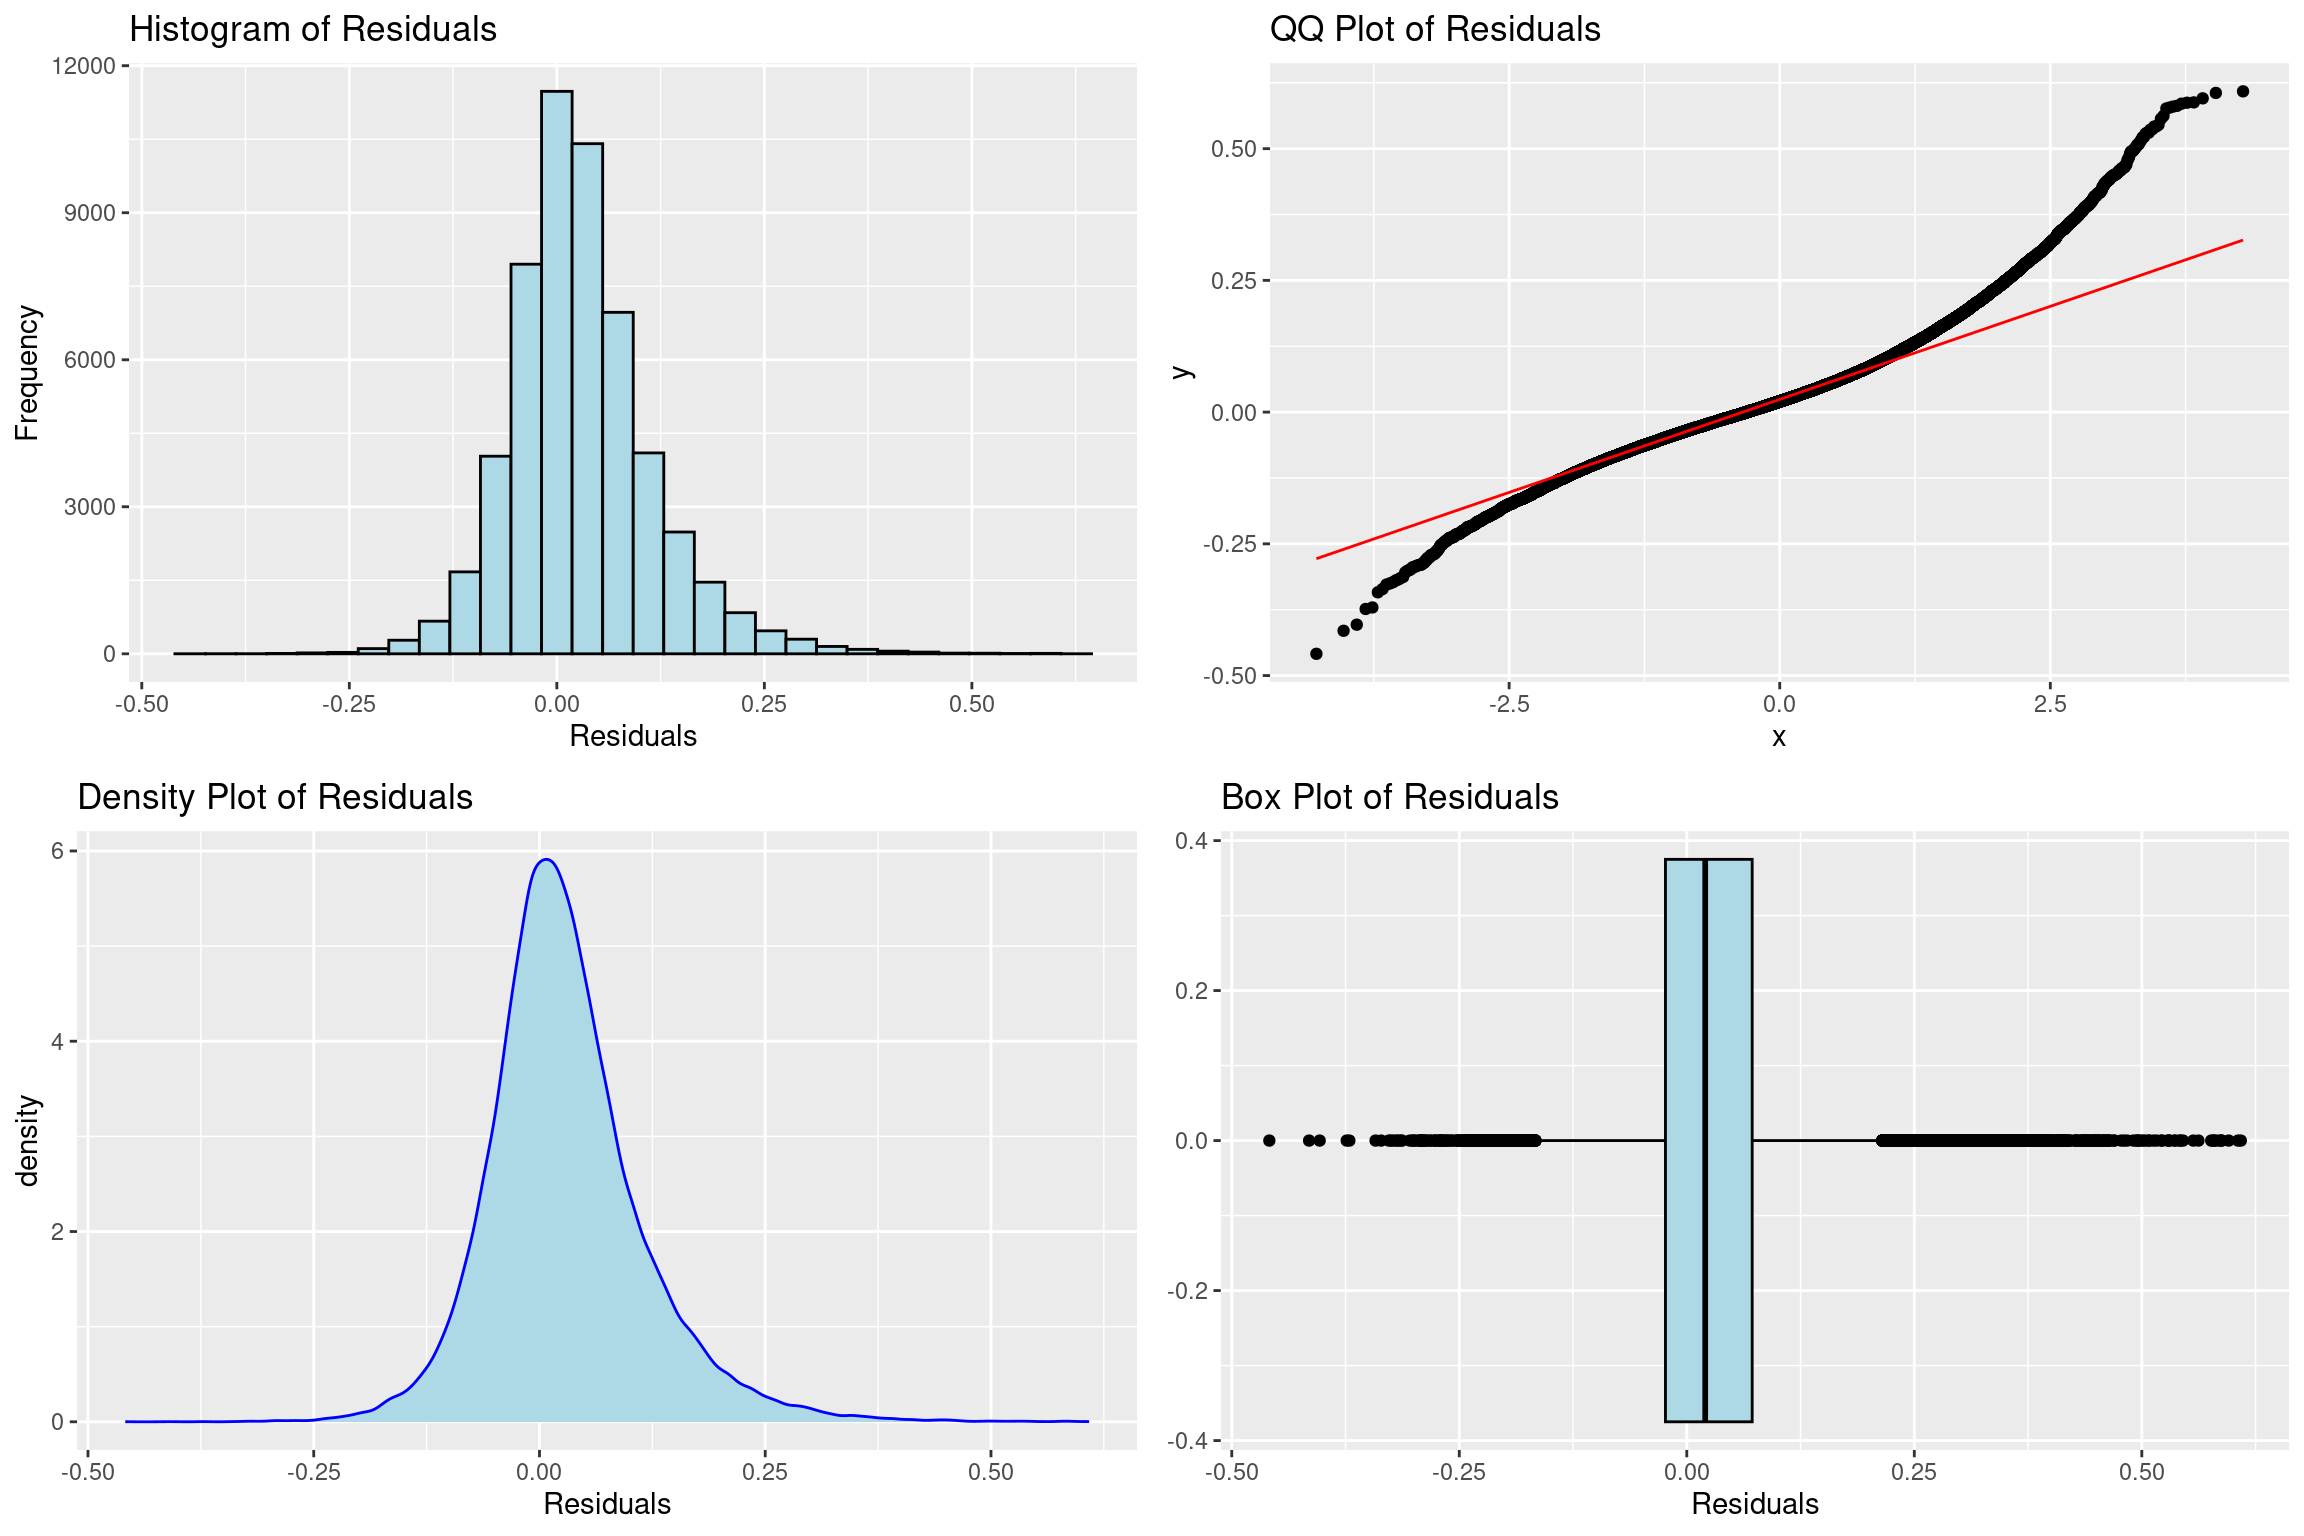 Histogram of Residuals
12000
9000
6000
3000
0
Frequency
-0.50 -0.25 0.00 0.25 0.50
Residuals
QQ Plot of Residuals
0.50
0.25
0.00
-0.25
-0.50
y
-2.5 0.0 2.5
x
Density Plot of Residuals
6
4
2
0
density
-0.50 -0.25 0.00 0.25 0.50
Residuals
Box Plot of Residuals
0.4
0.2
0.0
-0.2
-0.4
-0.50 -0.25 0.00 0.25 0.50
Residuals